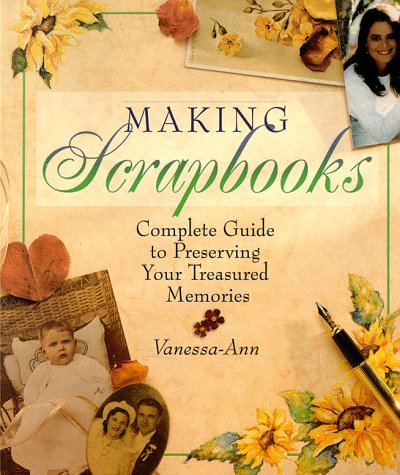 MAKING
Scrapbooks
Complete Guide
to Preserving
Your Treasured
Memories
Vanessa-Ann